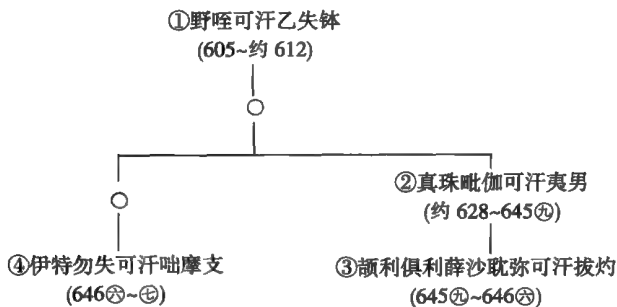 ①野咥可汗乙失钵
(605~约 612)
②真珠毗伽可汗夷男
(约 628~645㊈)
④伊特勿失可汗咄摩支
(646㊅~㊆)
③颉利俱利薛沙耽弥可汗拔灼
(645㊈~646㊅)